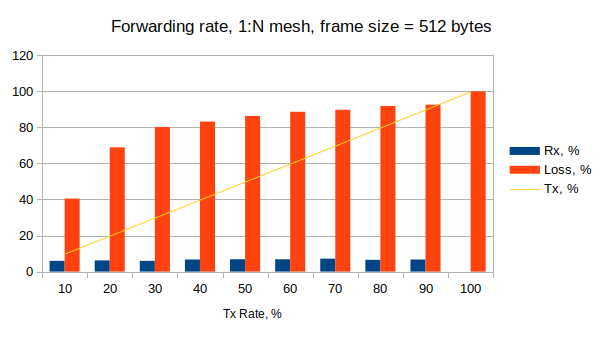 Forwarding rate, 1:N mesh, frame size = 512 bytes
120
100
80
60
40
20
0
10 20 30 40 50 60 70 80 90 100
Tx Rate, %
Rx, %
Loss, %
Tx, %